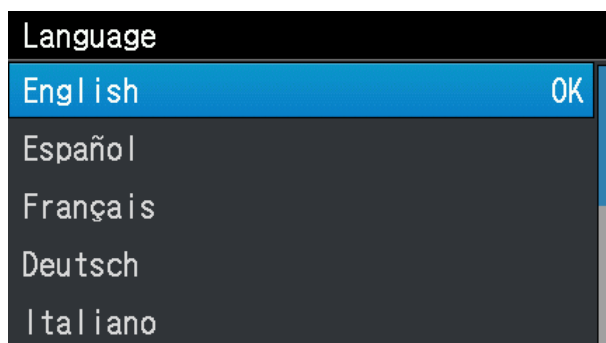 Language
English OK
Español
Français
Deutsch
Italiano